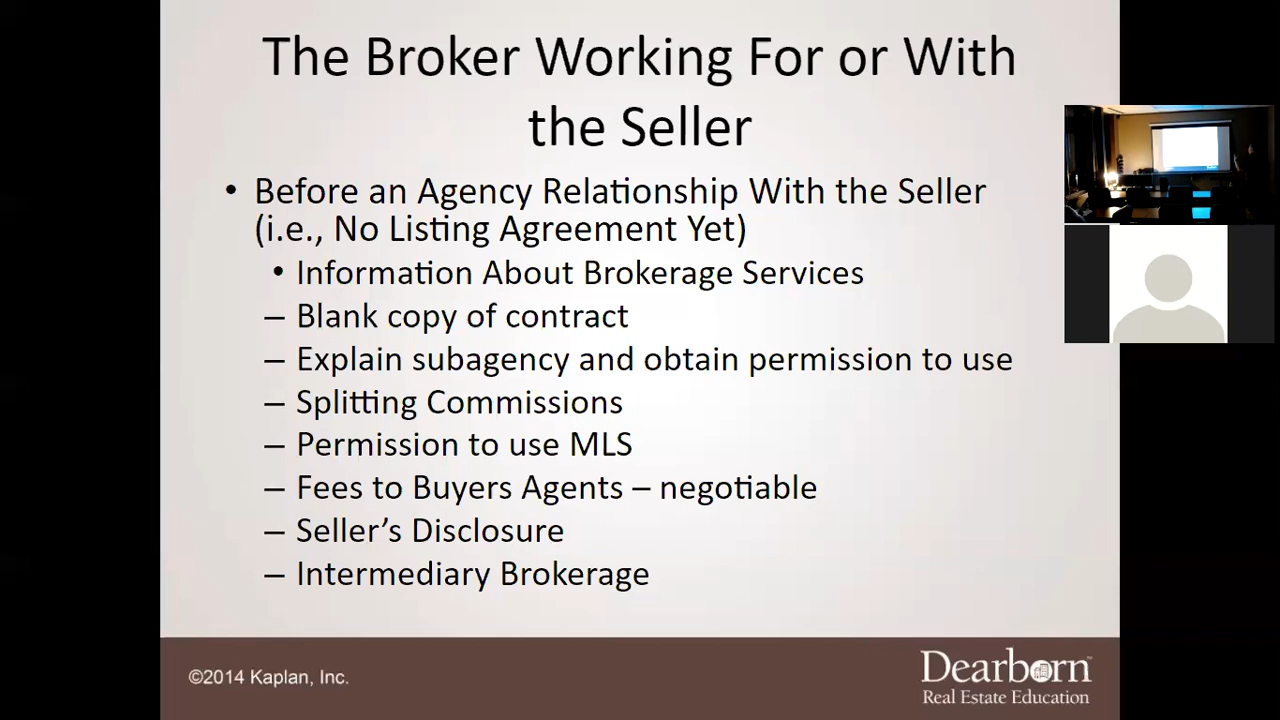 The Broker Working For or With
the Seller
• Before an Agency Relationship With the Seller
(i.e., No Listing Agreement Yet)
• Information About Brokerage Services
– Blank copy of contract
– Explain subagency and obtain permission to use
– Splitting Commissions
– Permission to use MLS
– Fees to Buyers Agents – negotiable
– Seller's Disclosure
– Intermediary Brokerage
©2014 Kaplan, Inc.
Dearborn™
Real Estate Education